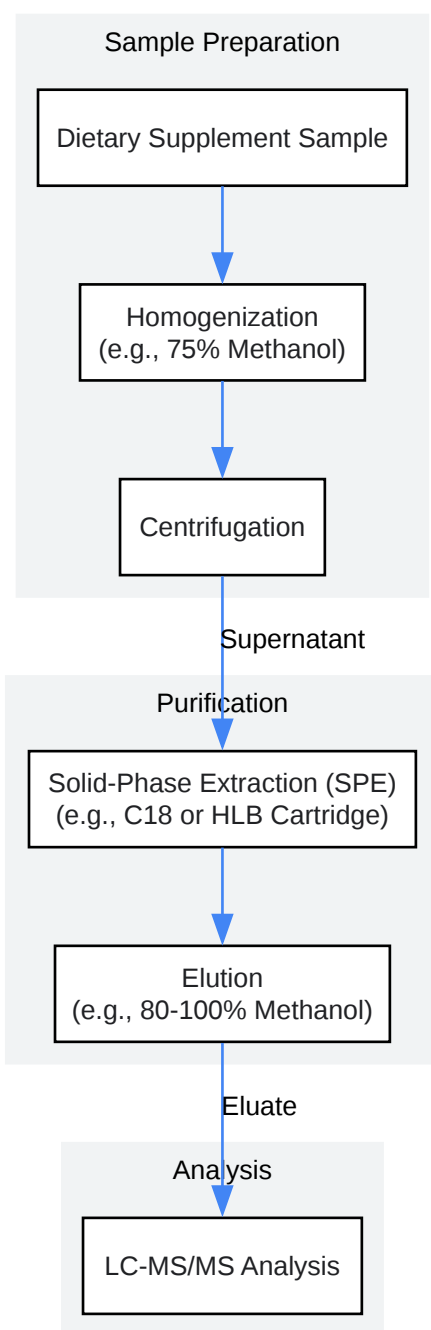 Sample Preparation
Dietary Supplement Sample
Homogenization
(e.g., 75% Methanol)
Centrifugation
Supernatant
Purification
Solid-Phase Extraction (SPE)
(e.g., C18 or HLB Cartridge)
Elution
(e.g., 80-100% Methanol)
Eluate
Analysis
LC-MS/MS Analysis